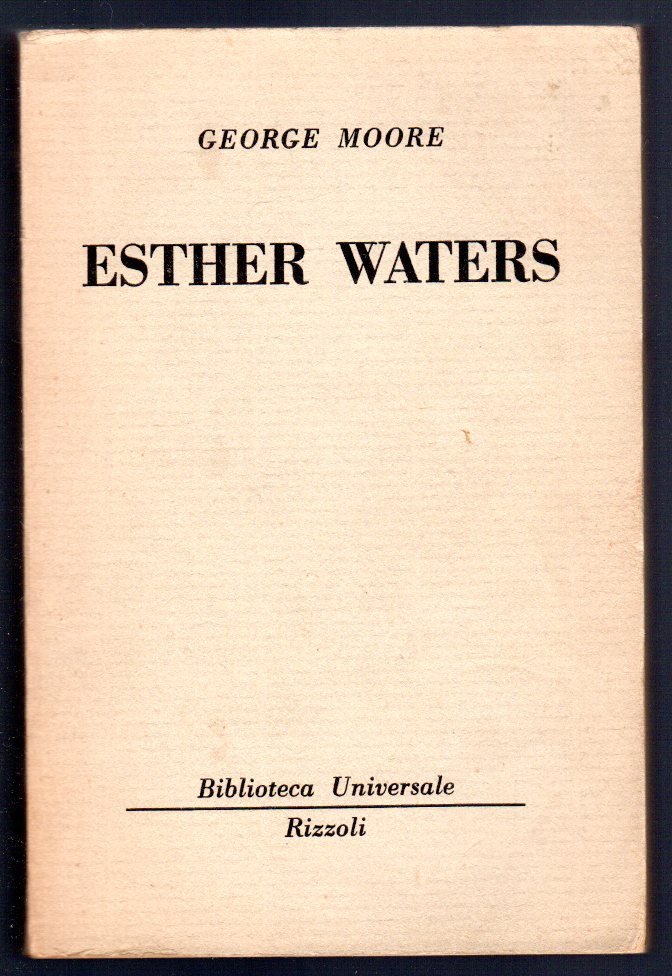 GEORGE MOORE
ESTHER WATERS
Biblioteca Universale
Rizzoli